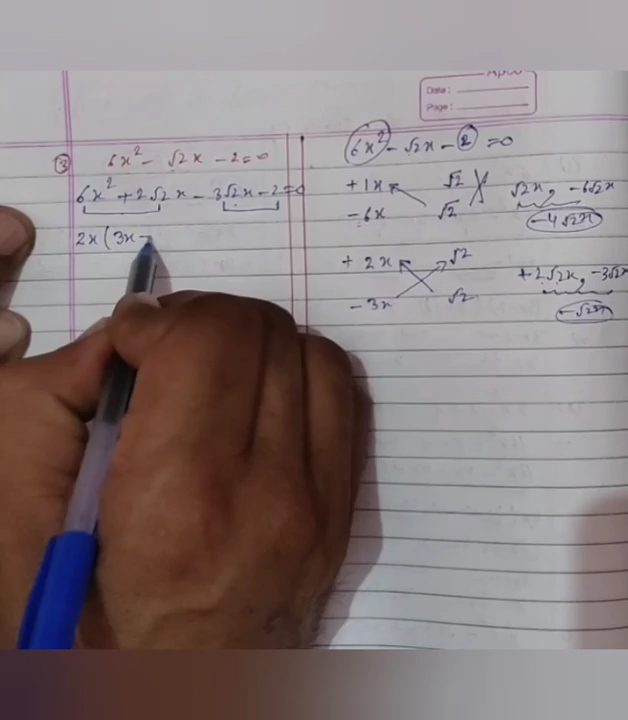 Date:
Page:
③ 6x² - √2x - 2 = 0
6x² + 2√2x - 3√2x - 2 = 0
2x(3x -
6x² - √2x - 2 = 0
+1x √2 √2x, -6√2x
-6x √2 -4√2x
+ 2x √2 +2√2x, -3√2x
-3x √2 -√2x